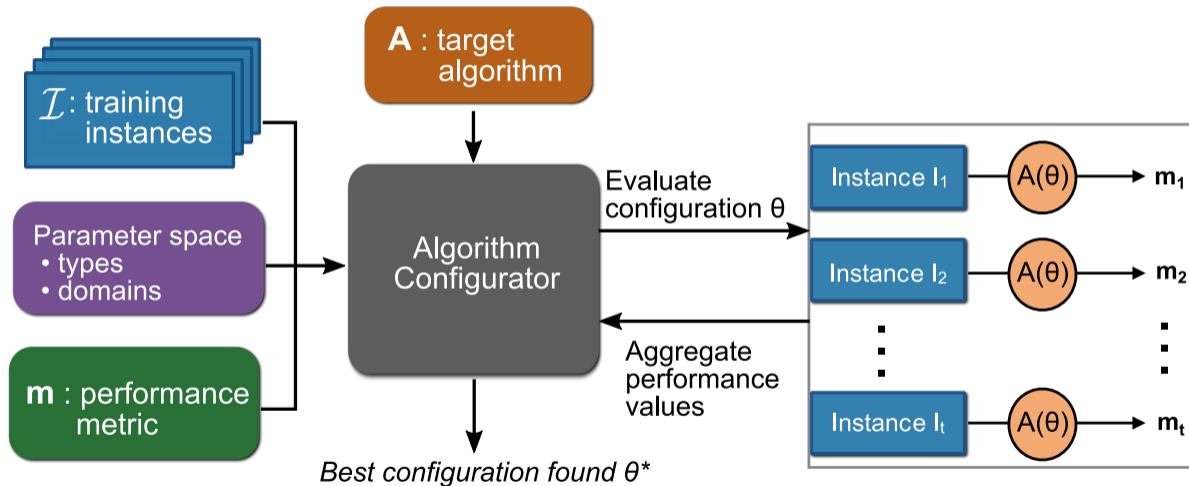 𝓘 : training
instances
Parameter space
• types
• domains
m : performance
metric
A : target
algorithm
Algorithm
Configurator
Best configuration found θ*
Evaluate
configuration θ
Aggregate
performance
values
Instance I₁
A(θ)
m₁
Instance I₂
A(θ)
m₂
Instance Iₜ
A(θ)
mₜ